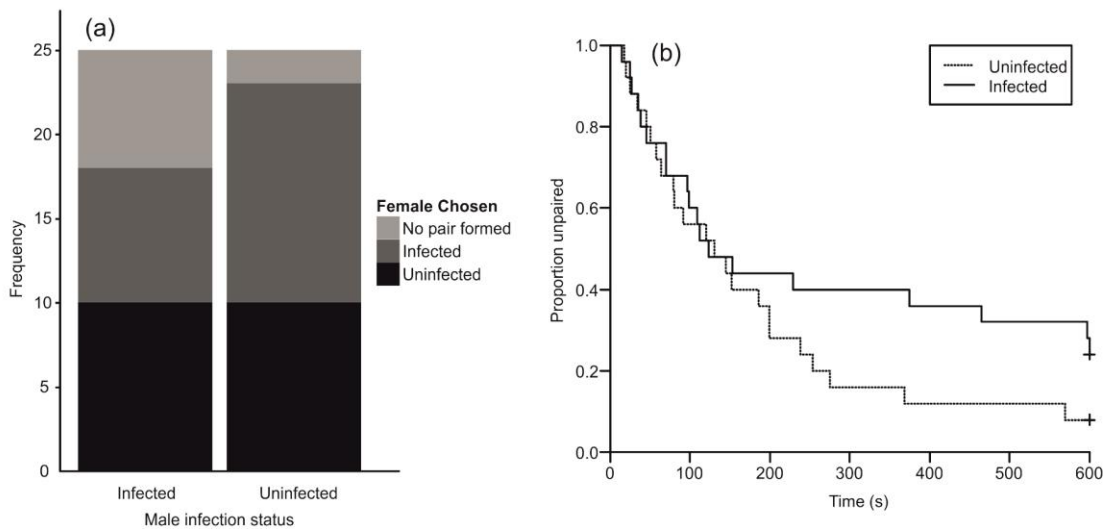 (a)
25
20
15
10
5
0
Frequency
Infected
Uninfected
Male infection status
Female Chosen
No pair formed
Infected
Uninfected
(b)
1.0
0.8
0.6
0.4
0.2
0.0
Proportion unpaired
0
100
200
300
400
500
600
Time (s)
Uninfected
Infected